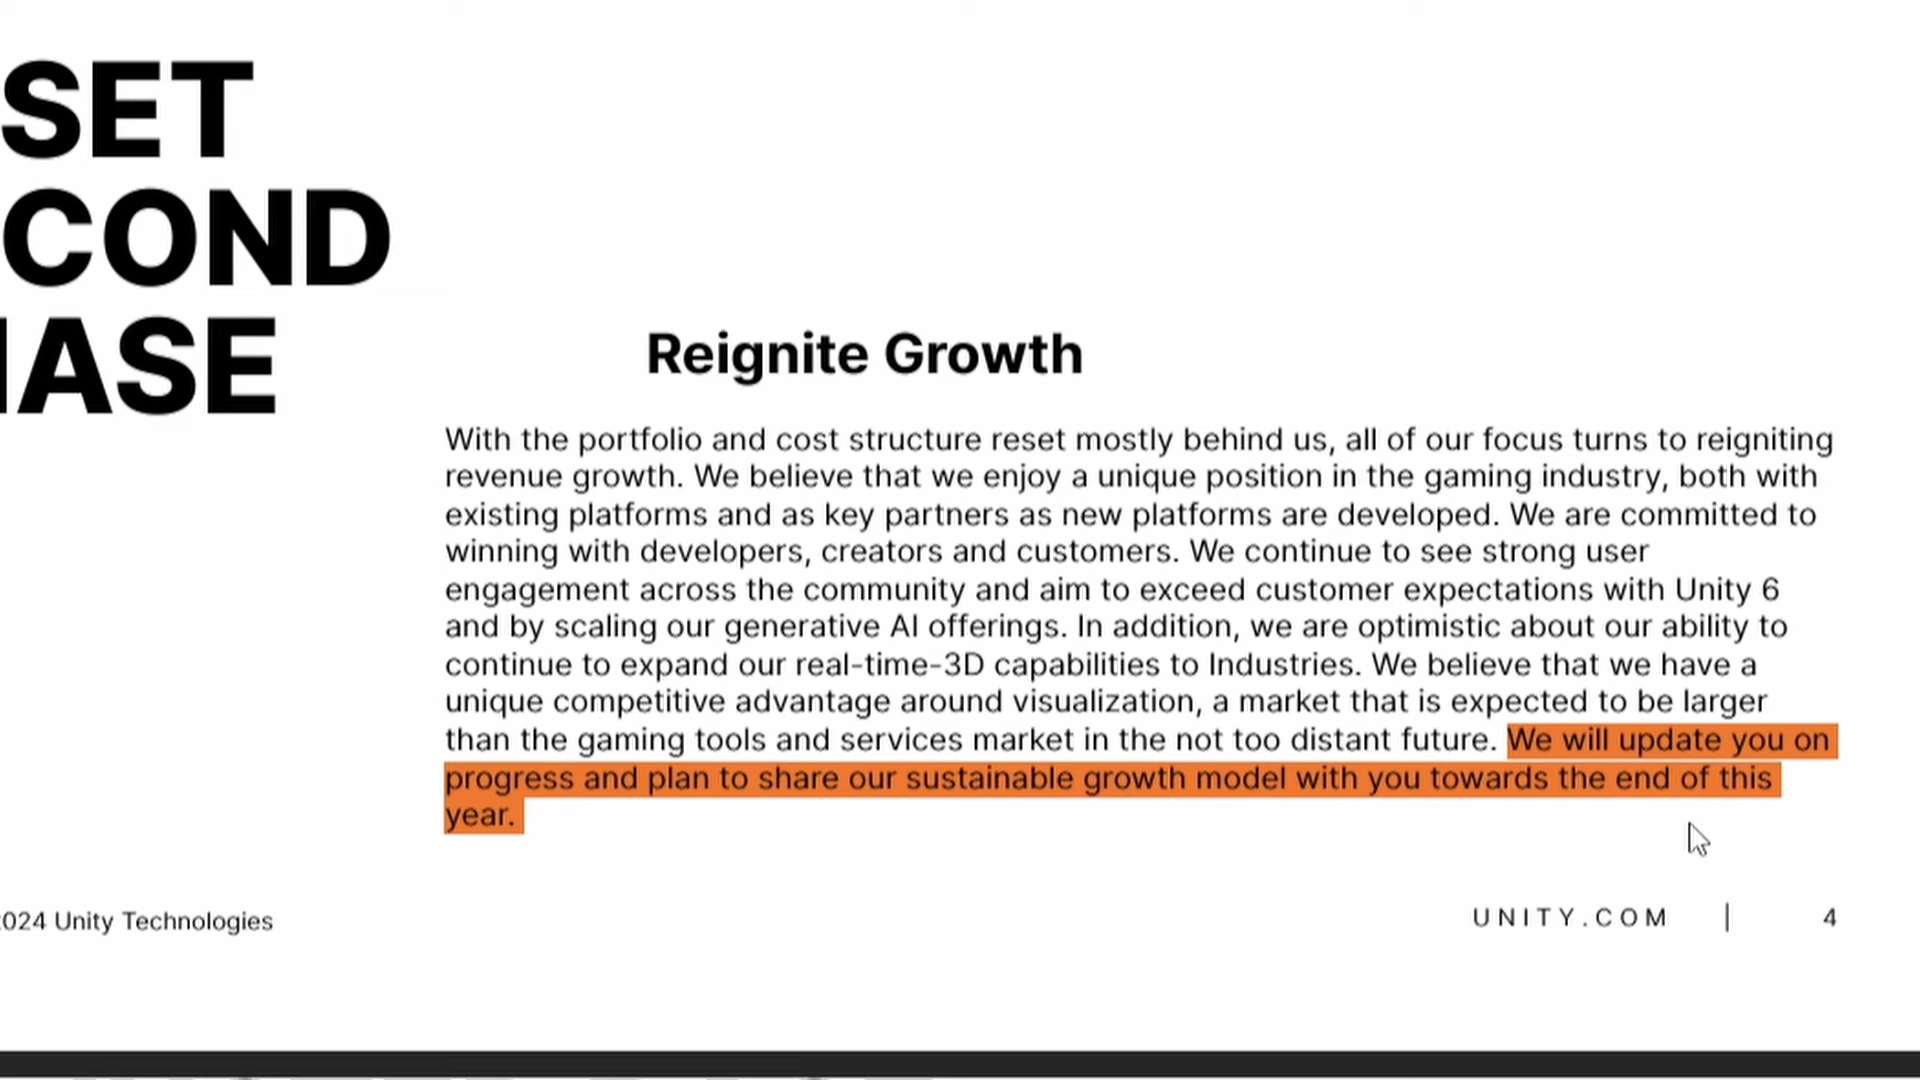 SET
COND
HASE
Reignite Growth
With the portfolio and cost structure reset mostly behind us, all of our focus turns to reigniting
revenue growth. We believe that we enjoy a unique position in the gaming industry, both with
existing platforms and as key partners as new platforms are developed. We are committed to
winning with developers, creators and customers. We continue to see strong user
engagement across the community and aim to exceed customer expectations with Unity 6
and by scaling our generative AI offerings. In addition, we are optimistic about our ability to
continue to expand our real-time-3D capabilities to Industries. We believe that we have a
unique competitive advantage around visualization, a market that is expected to be larger
than the gaming tools and services market in the not too distant future. We will update you on
progress and plan to share our sustainable growth model with you towards the end of this
year.
2024 Unity Technologies
UNITY.COM | 4